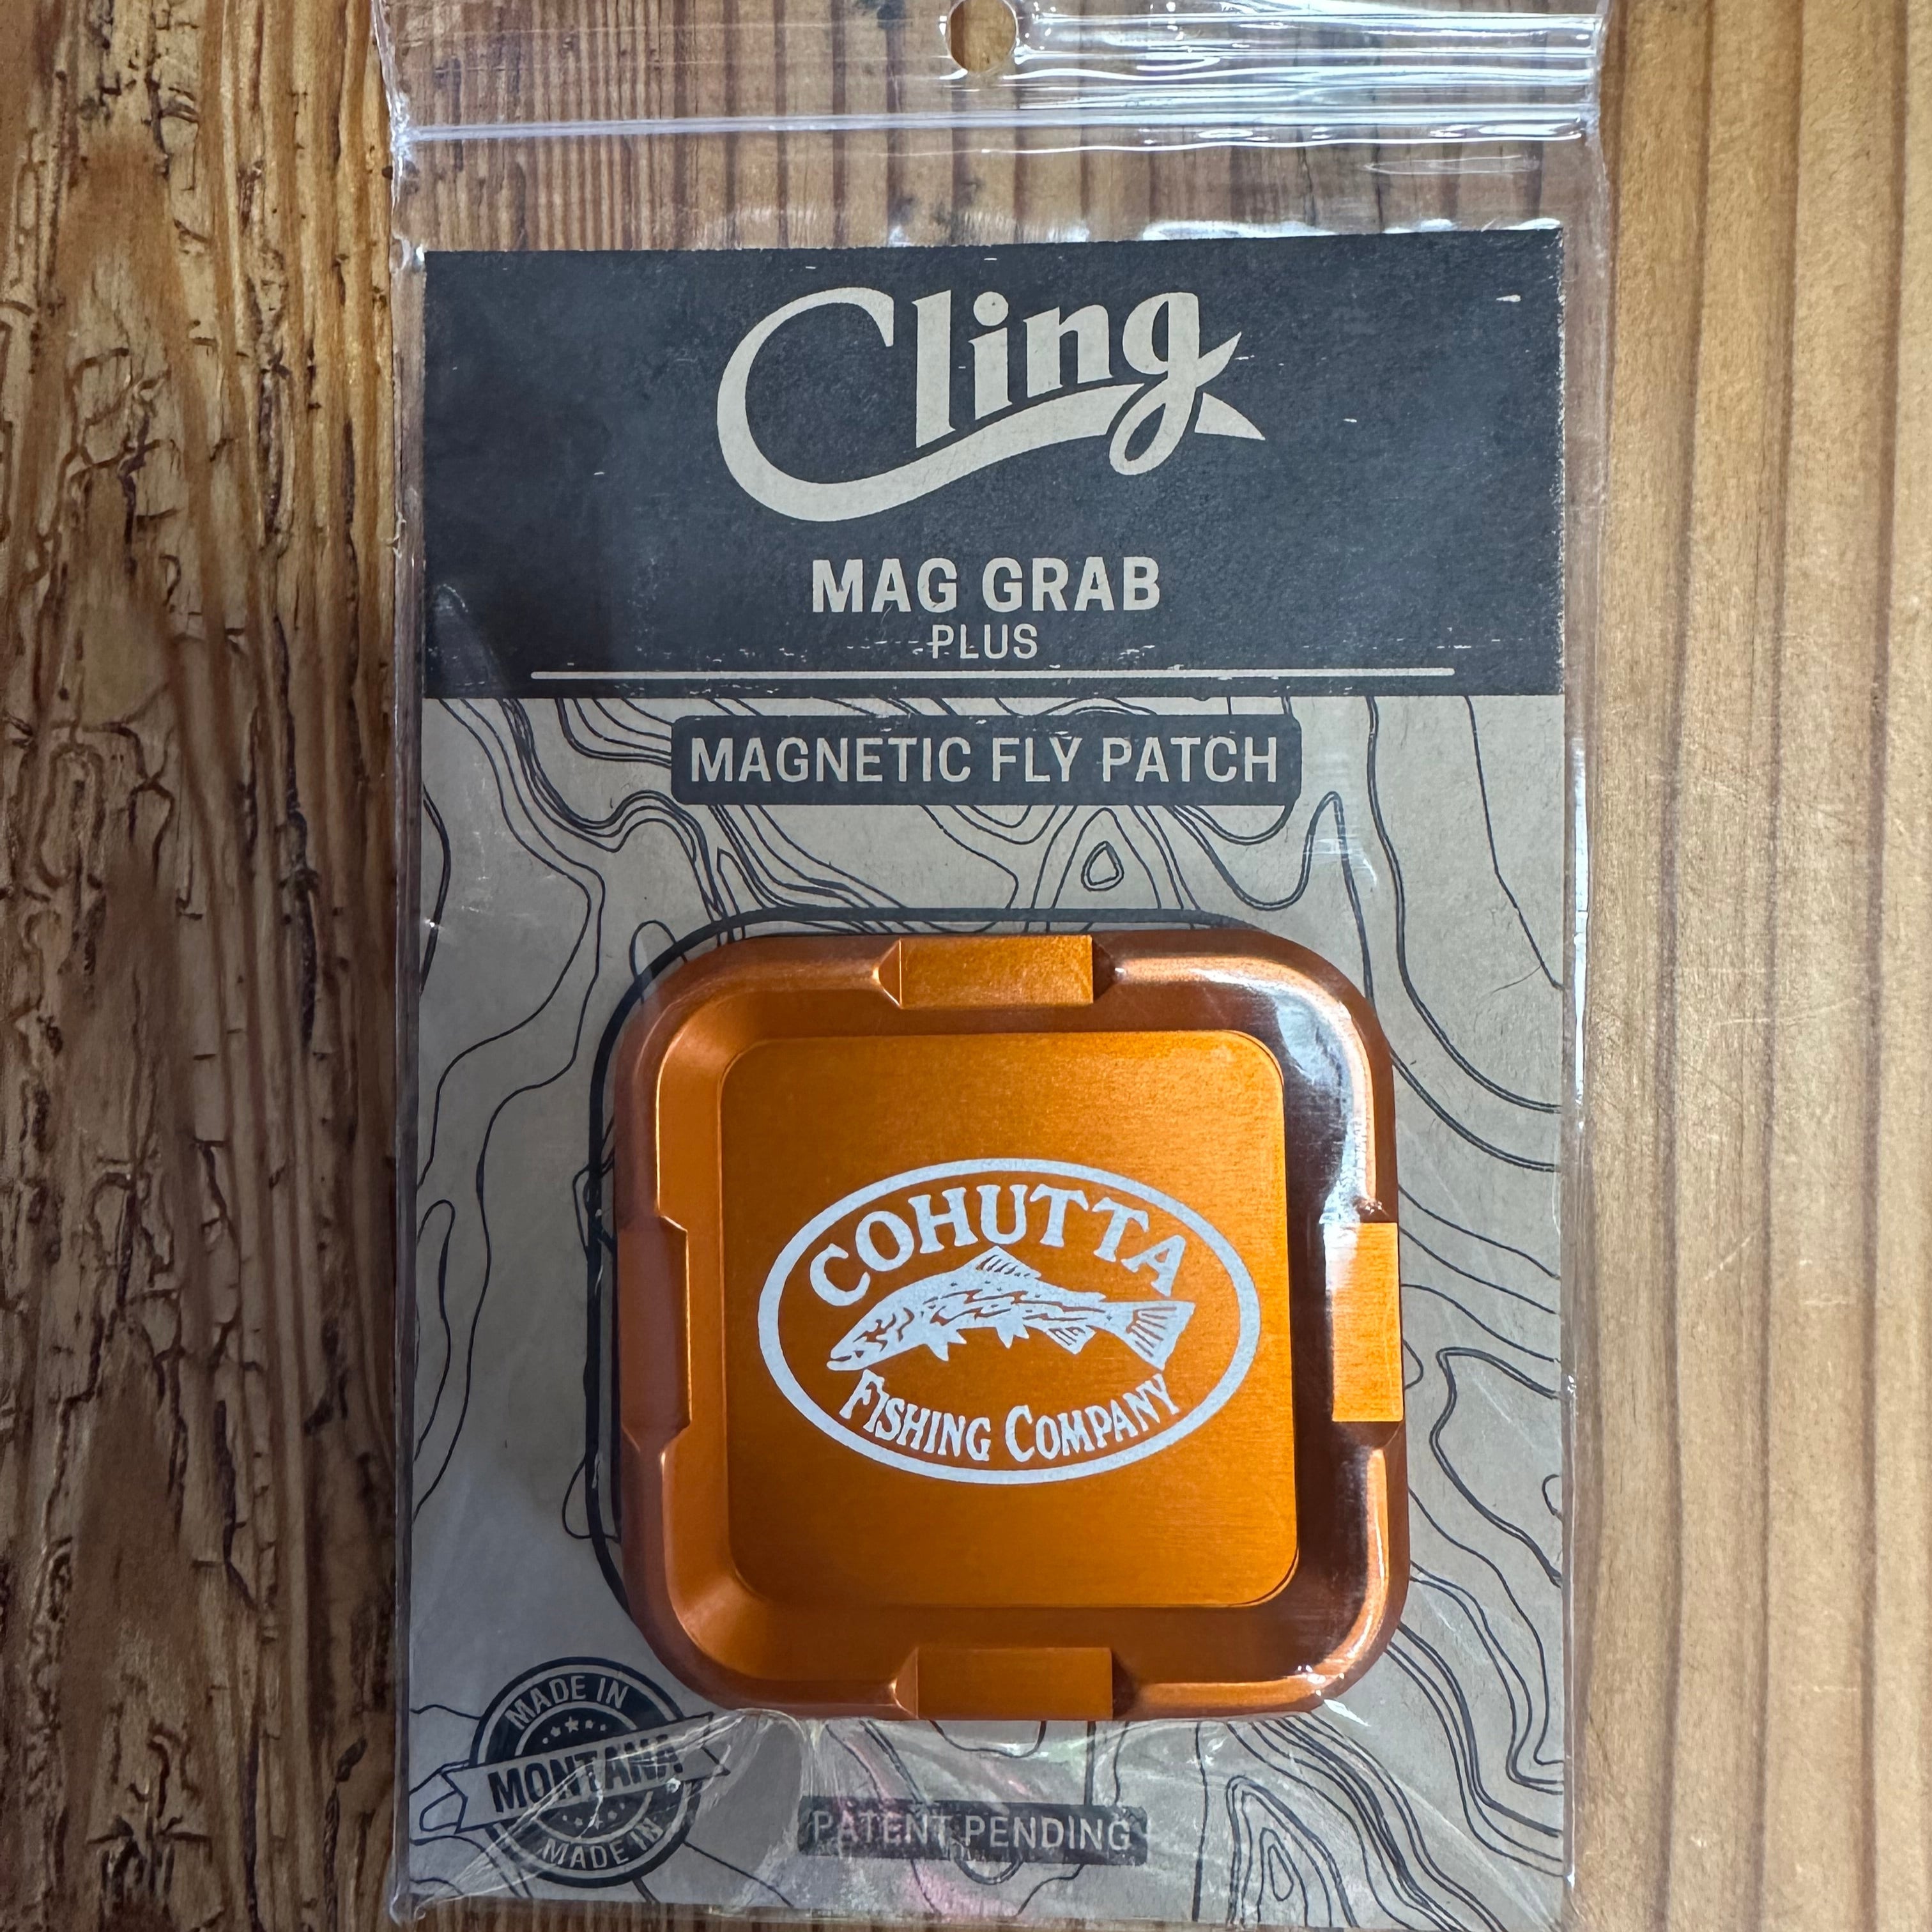 Cling
MAG GRAB
PLUS
MAGNETIC FLY PATCH
COHUTTA
FISHING COMPANY
MADE IN
MONTANA
MADE IN
PATENT PENDING